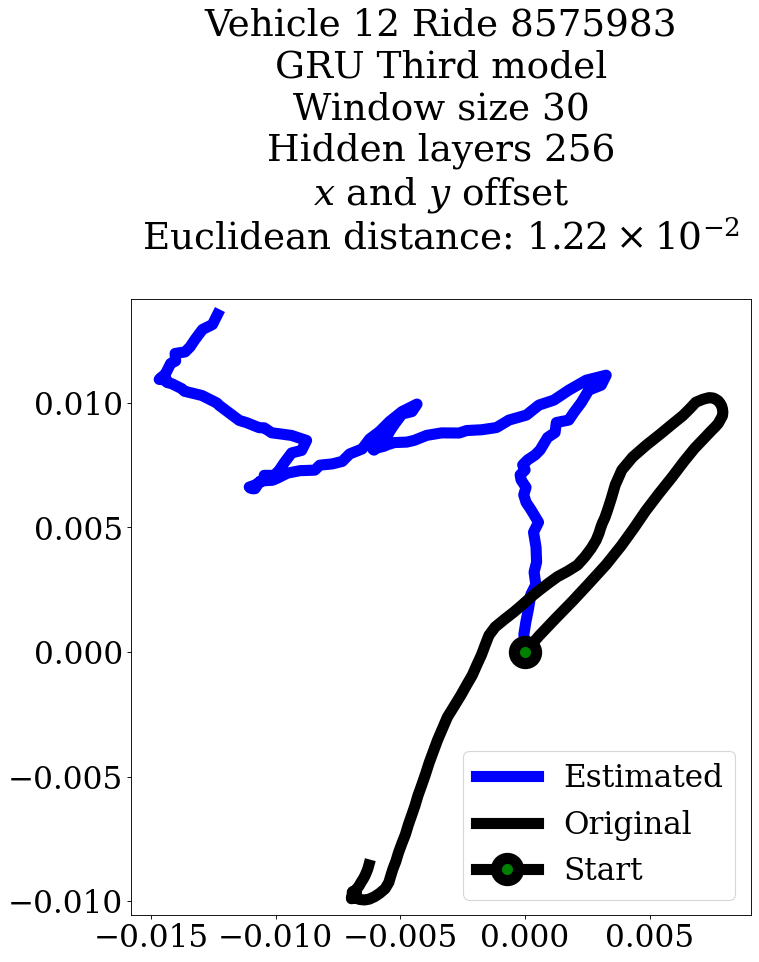 Vehicle 12 Ride 8575983
GRU Third model
Window size 30
Hidden layers 256
x and y offset
Euclidean distance: 1.22 × 10⁻²
0.010
0.005
0.000
−0.005
−0.010
Estimated
Original
Start
−0.015 −0.010 −0.005 0.000 0.005